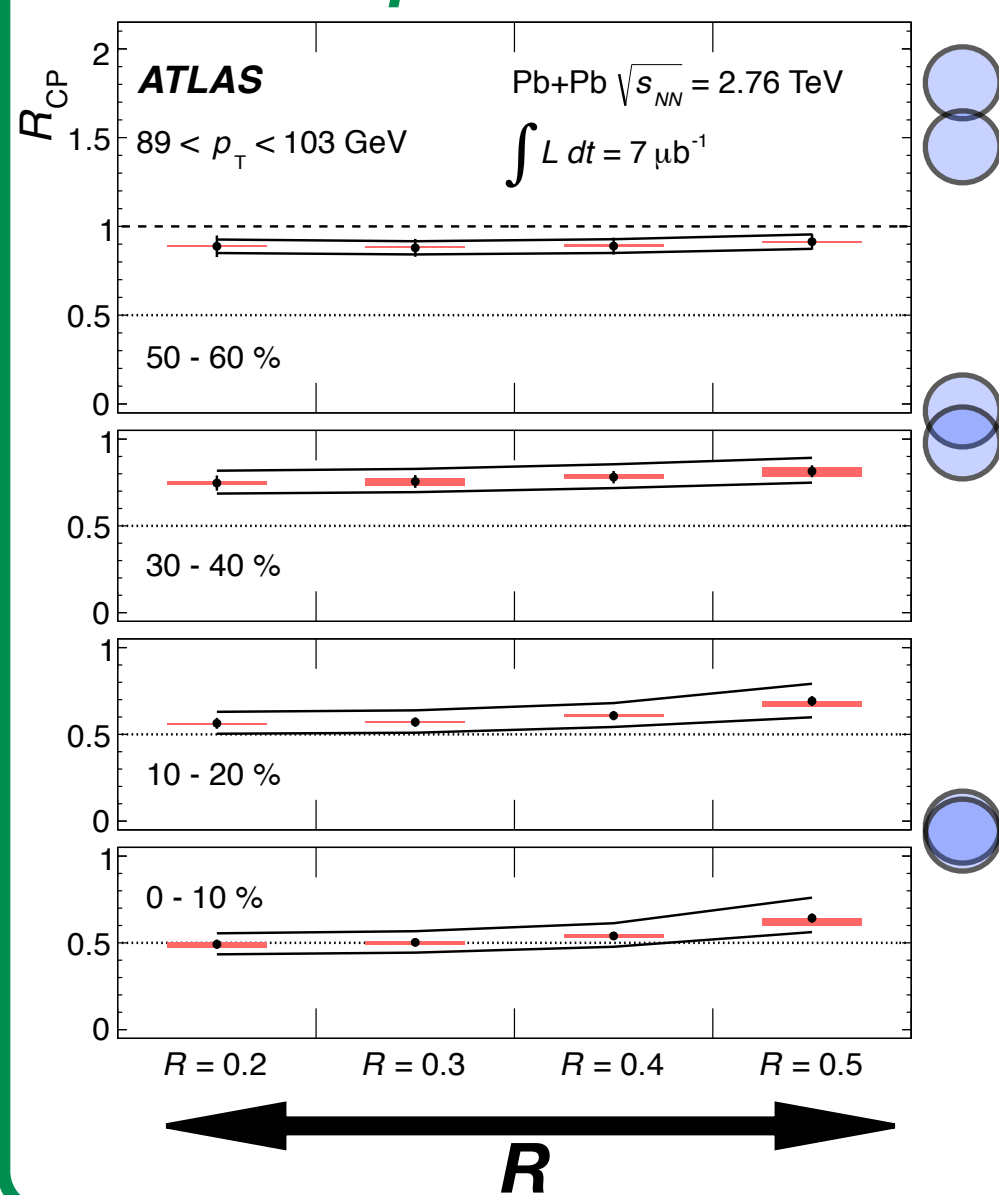 2
R_CP
ATLAS
Pb+Pb √s_NN = 2.76 TeV
1.5
89 < p_T < 103 GeV
∫ L dt = 7 μb⁻¹
1
0.5
50 - 60 %
0
1
0.5
30 - 40 %
0
1
0.5
10 - 20 %
0
1
0 - 10 %
0.5
0
R = 0.2 R = 0.3 R = 0.4 R = 0.5
R